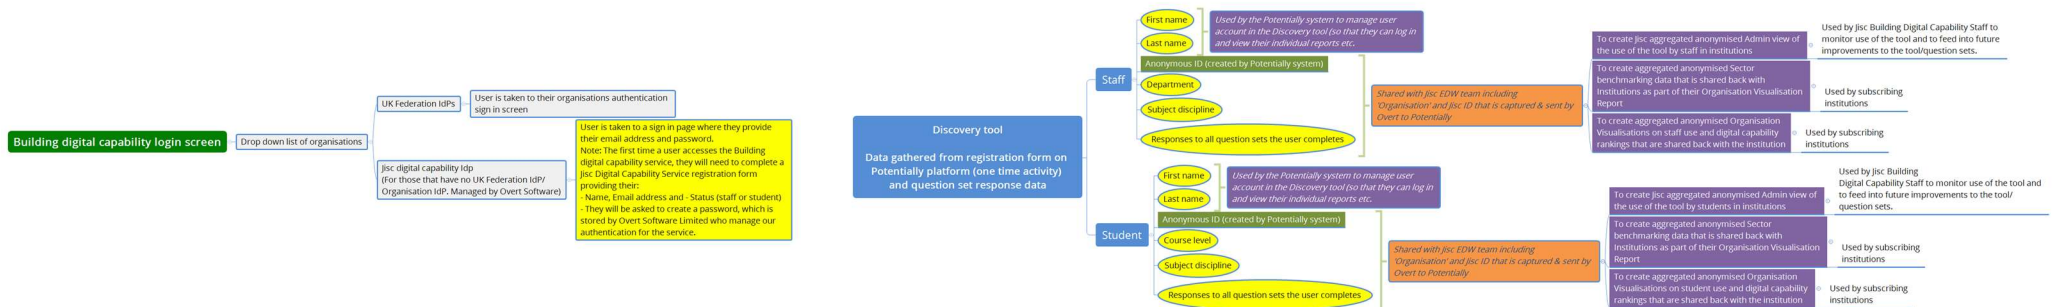 Building digital capability login screen
Drop down list of organisations
UK Federation IdPs
User is taken to their organisations authentication
sign in screen
Jisc digital capability Idp
(For those that have no UK Federation IdP/
Organisation IdP. Managed by Overt Software)
User is taken to a sign in page where they provide
their email address and password.
Note: The first time a user accesses the Building
digital capability service, they will need to complete a
Jisc Digital Capability Service registration form
providing their:
- Name, Email address and - Status (staff or student)
- They will be asked to create a password, which is
stored by Overt Software Limited who manage our
authentication for the service.
Discovery tool
Data gathered from registration form on
Potentially platform (one time activity)
and question set response data
Staff
First name
Last name
Used by the Potentially system to manage user
account in the Discovery tool (so that they can log in
and view their individual reports etc.
Anonymous ID (created by Potentially system)
Department
Subject discipline
Responses to all question sets the user completes
Shared with Jisc EDW team including
'Organisation' and Jisc ID that is captured & sent by
Overt to Potentially
To create Jisc aggregated anonymised Admin view of
the use of the tool by staff in institutions
Used by Jisc Building Digital Capability Staff to
monitor use of the tool and to feed into future
improvements to the tool/question sets.
To create aggregated anonymised Sector
benchmarking data that is shared back with
Institutions as part of their Organisation Visualisation
Report
Used by subscribing
institutions
To create aggregated anonymised Organisation
Visualisations on staff use and digital capability
rankings that are shared back with the institution
Used by subscribing
institutions
Student
First name
Last name
Used by the Potentially system to manage user
account in the Discovery tool (so that they can log in
and view their individual reports etc.
Anonymous ID (created by Potentially system)
Course level
Subject discipline
Responses to all question sets the user completes
Shared with Jisc EDW team including
'Organisation' and Jisc ID that is captured & sent by
Overt to Potentially
To create Jisc aggregated anonymised Admin view of
the use of the tool by students in institutions
Used by Jisc Building
Digital Capability Staff to monitor use of the tool and
to feed into future improvements to the tool/
question sets.
To create aggregated anonymised Sector
benchmarking data that is shared back with
Institutions as part of their Organisation Visualisation
Report
Used by subscribing
institutions
To create aggregated anonymised Organisation
Visualisations on student use and digital capability
rankings that are shared back with the institution
Used by subscribing
institutions